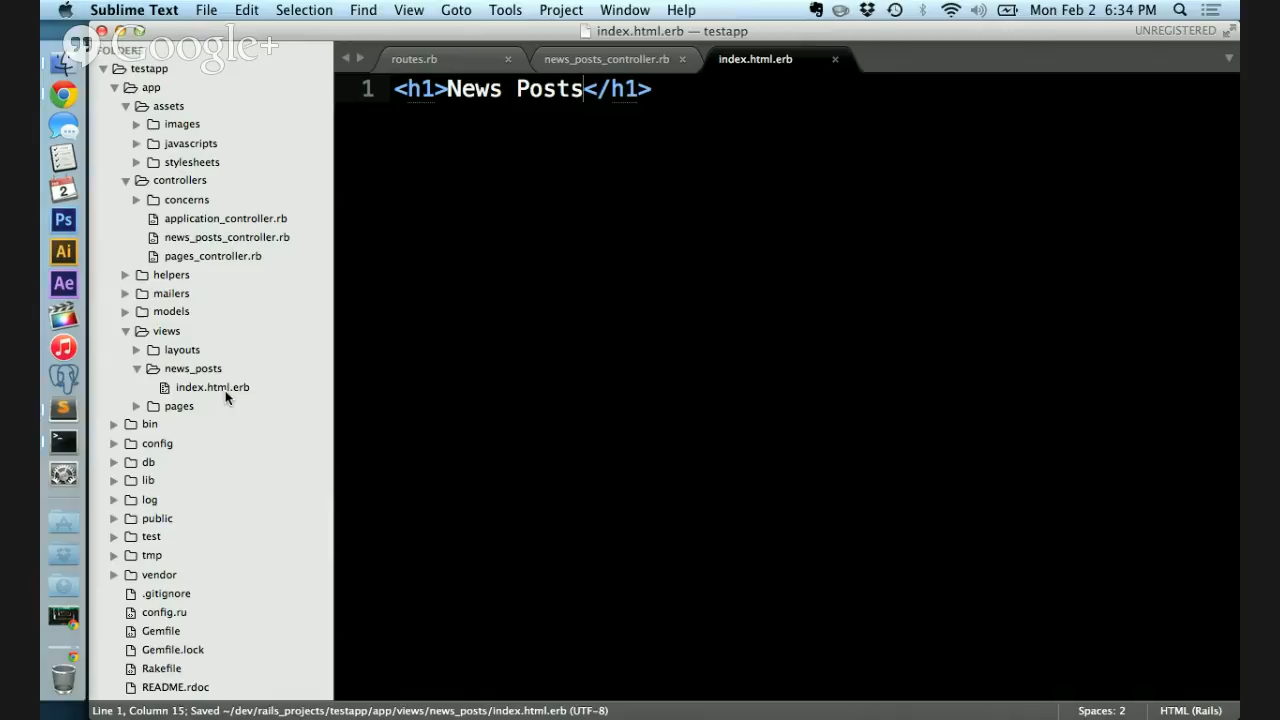 Sublime Text File Edit Selection Find View Goto Tools Project Window Help Mon Feb 2 6:34 PM
index.html.erb — testapp
UNREGISTERED
Google+
FOLDERS
routes.rb
news_posts_controller.rb
index.html.erb
1 <h1>News Posts</h1>
testapp
app
assets
images
javascripts
stylesheets
controllers
concerns
application_controller.rb
news_posts_controller.rb
pages_controller.rb
helpers
mailers
models
views
layouts
news_posts
index.html.erb
pages
bin
config
db
lib
log
public
test
tmp
vendor
.gitignore
config.ru
Gemfile
Gemfile.lock
Rakefile
README.rdoc
2
Ps
Ai
Ae
Line 1, Column 15; Saved ~/dev/rails_projects/testapp/app/views/news_posts/index.html.erb (UTF-8)
Spaces: 2
HTML (Rails)